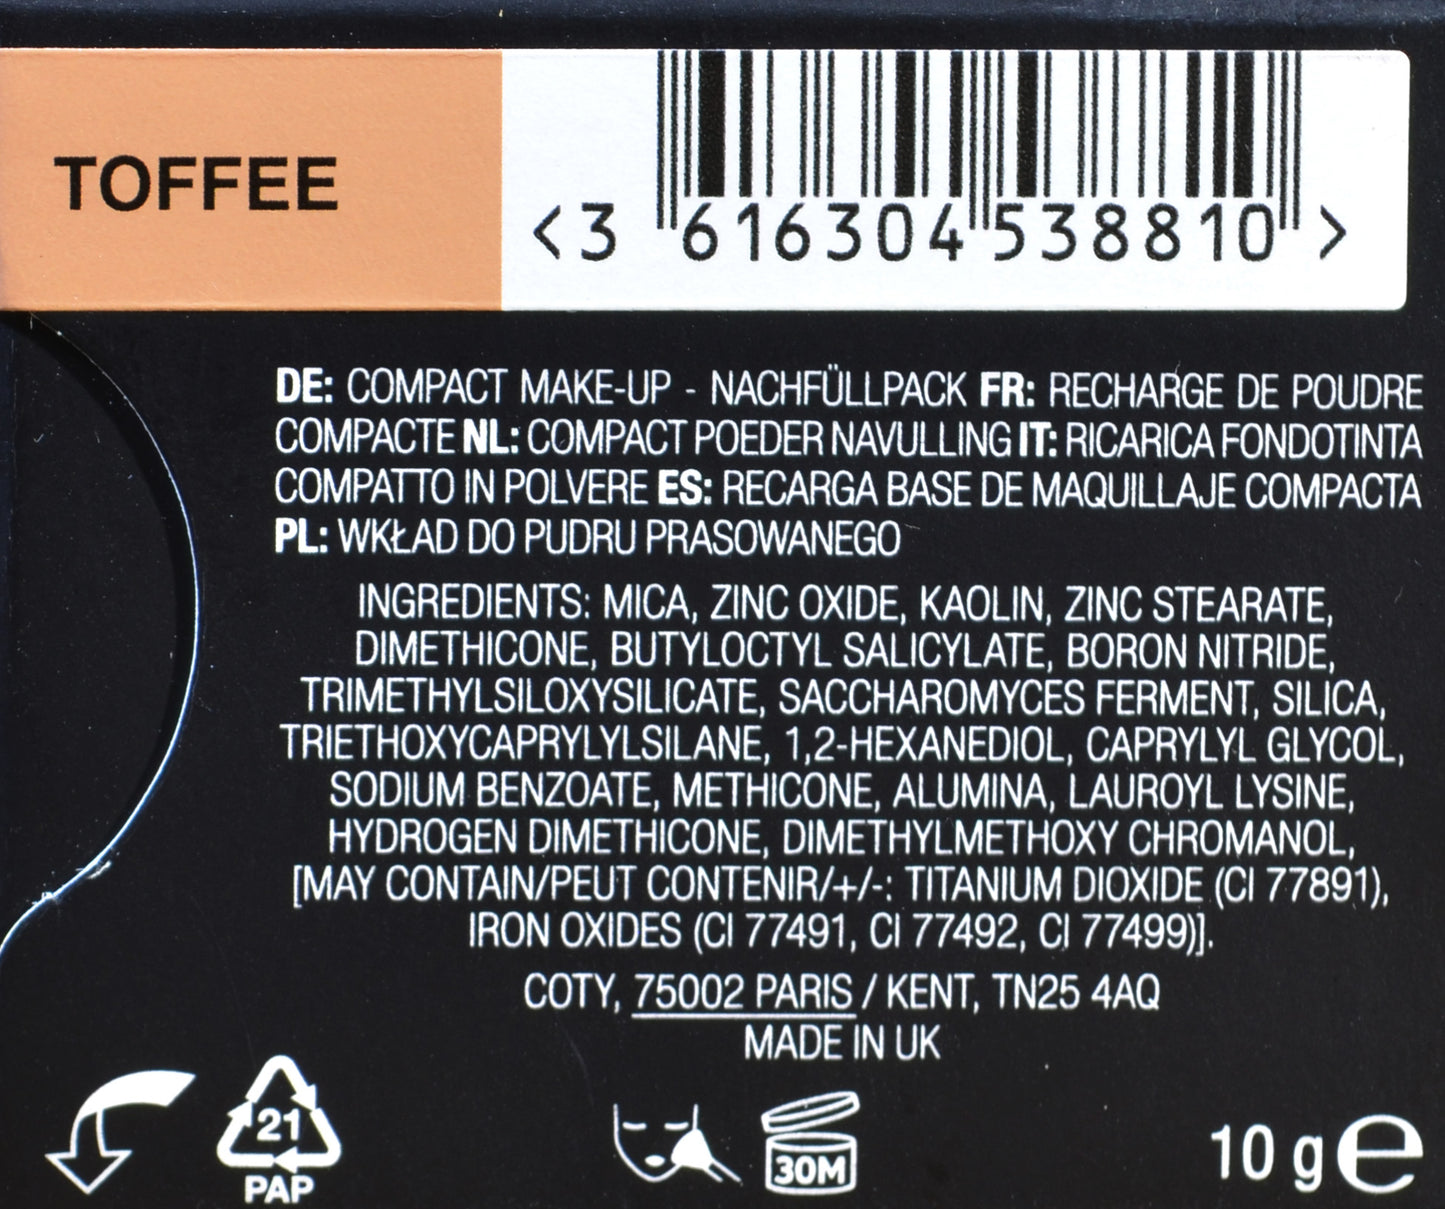 TOFFEE
<3 616304 538810 >
DE: COMPACT MAKE-UP - NACHFÜLLPACK FR: RECHARGE DE POUDRE
COMPACTE NL: COMPACT POEDER NAVULLING IT: RICARICA FONDOTINTA
COMPATTO IN POLVERE ES: RECARGA BASE DE MAQUILLAJE COMPACTA
PL: WKŁAD DO PUDRU PRASOWANEGO
INGREDIENTS: MICA, ZINC OXIDE, KAOLIN, ZINC STEARATE,
DIMETHICONE, BUTYLOCTYL SALICYLATE, BORON NITRIDE,
TRIMETHYLSILOXYSILICATE, SACCHAROMYCES FERMENT, SILICA,
TRIETHOXYCAPRYLYLSILANE, 1,2-HEXANEDIOL, CAPRYLYL GLYCOL,
SODIUM BENZOATE, METHICONE, ALUMINA, LAUROYL LYSINE,
HYDROGEN DIMETHICONE, DIMETHYLMETHOXY CHROMANOL,
[MAY CONTAIN/PEUT CONTENIR/+/-: TITANIUM DIOXIDE (CI 77891),
IRON OXIDES (CI 77491, CI 77492, CI 77499)].
COTY, 75002 PARIS / KENT, TN25 4AQ
MADE IN UK
21
PAP
30M
10 g e